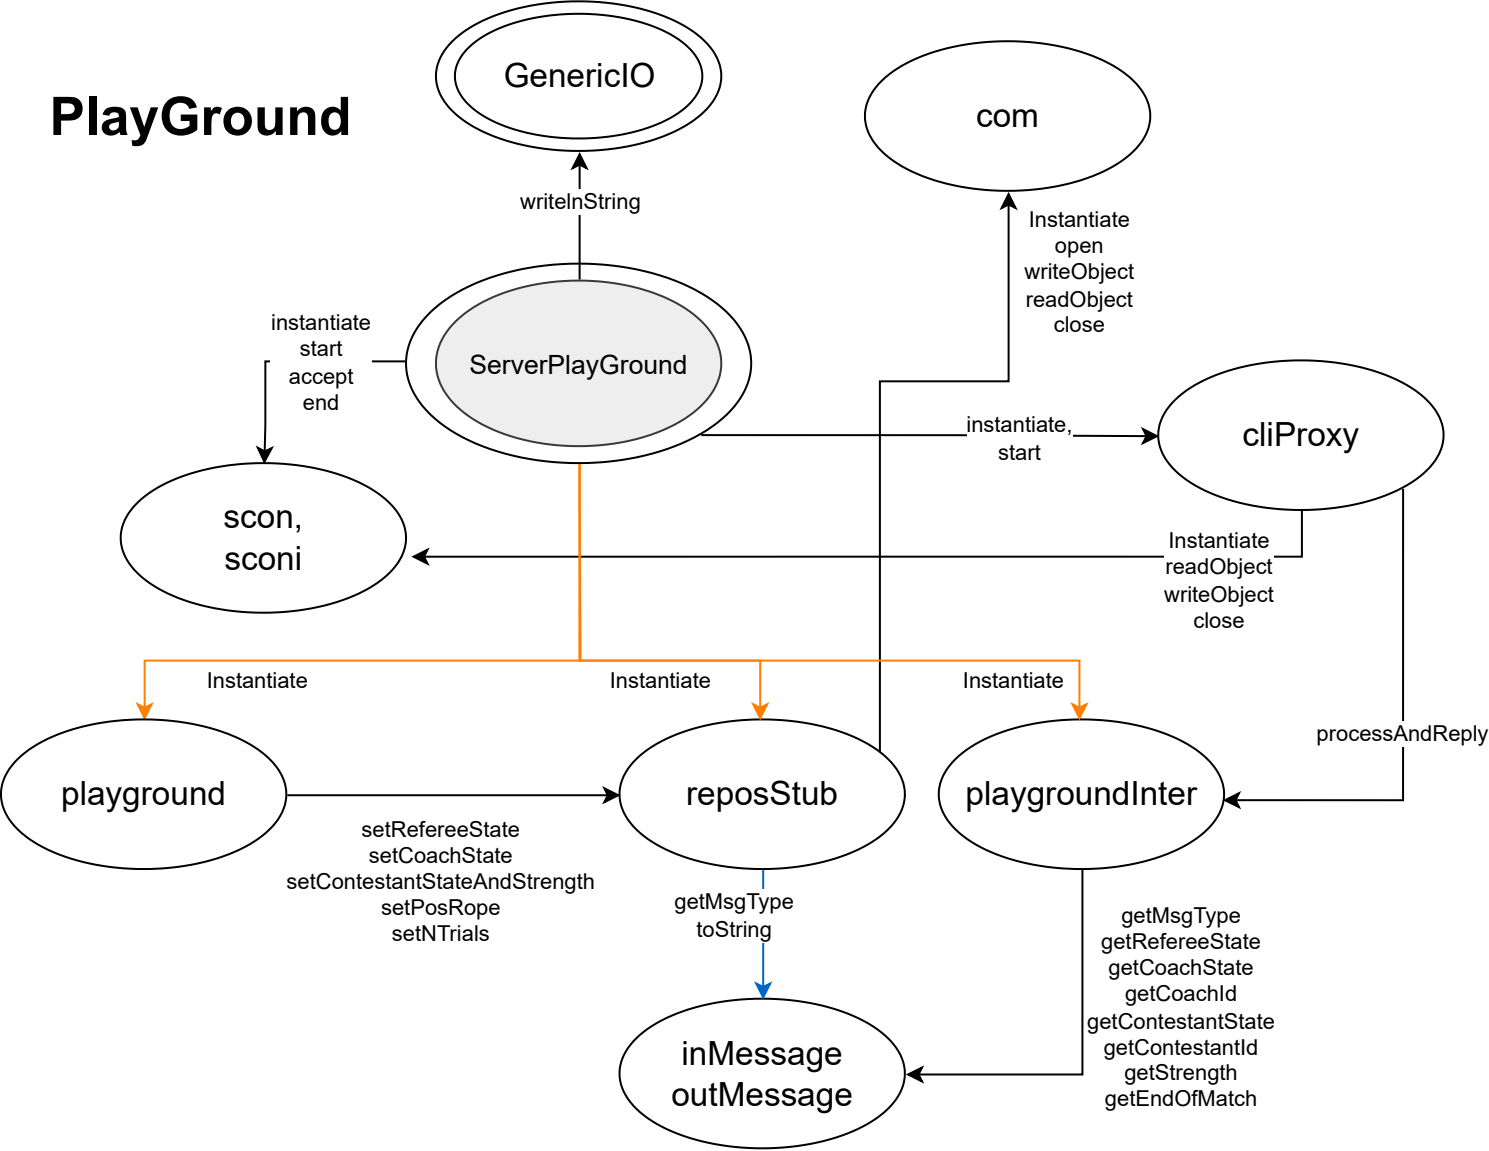 GenericIO
com
PlayGround
writelnString
Instantiate
open
writeObject
readObject
close
instantiate
start
accept
end
ServerPlayGround
instantiate,
start
cliProxy
scon,
sconi
Instantiate
readObject
writeObject
close
Instantiate
Instantiate
Instantiate
processAndReply
playground
reposStub
playgroundInter
setRefereeState
setCoachState
setContestantStateAndStrength
setPosRope
setNTrials
getMsgType
toString
getMsgType
getRefereeState
getCoachState
getCoachId
getContestantState
getContestantId
getStrength
getEndOfMatch
inMessage
outMessage